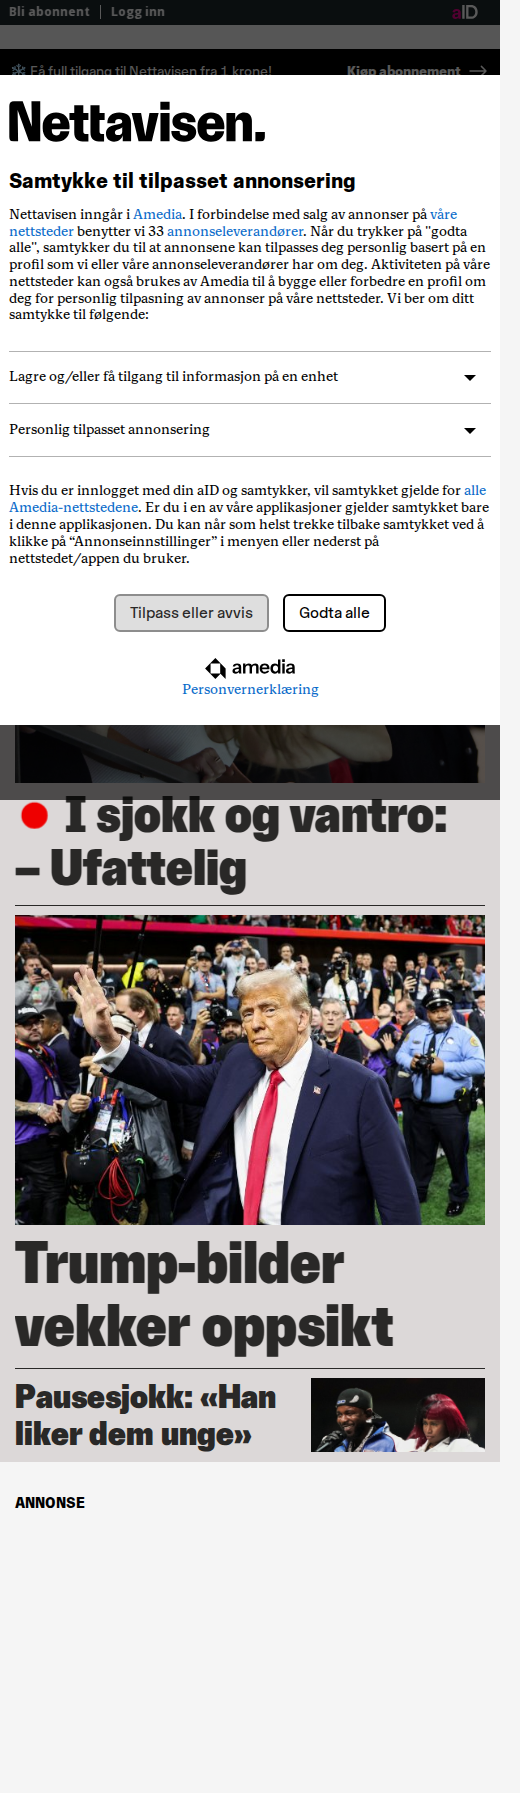 Bli abonnent | Logg inn
aID
Få full tilgang til Nettavisen fra 1 krone!
Kjøp abonnement
Nettavisen.
Samtykke til tilpasset annonsering
Nettavisen inngår i Amedia. I forbindelse med salg av annonser på våre
nettsteder benytter vi 33 annonseleverandører. Når du trykker på "godta
alle", samtykker du til at annonsene kan tilpasses deg personlig basert på en
profil som vi eller våre annonseleverandører har om deg. Aktiviteten på våre
nettsteder kan også brukes av Amedia til å bygge eller forbedre en profil om
deg for personlig tilpasning av annonser på våre nettsteder. Vi ber om ditt
samtykke til følgende:
Lagre og/eller få tilgang til informasjon på en enhet
Personlig tilpasset annonsering
Hvis du er innlogget med din aID og samtykker, vil samtykket gjelde for alle
Amedia-nettstedene. Er du i en av våre applikasjoner gjelder samtykket bare
i denne applikasjonen. Du kan når som helst trekke tilbake samtykket ved å
klikke på “Annonseinnstillinger” i menyen eller nederst på
nettstedet/appen du bruker.
Tilpass eller avvis
Godta alle
amedia
Personvernerklæring
I sjokk og vantro:
– Ufattelig
Trump-bilder
vekker oppsikt
Pausesjokk: «Han
liker dem unge»
ANNONSE